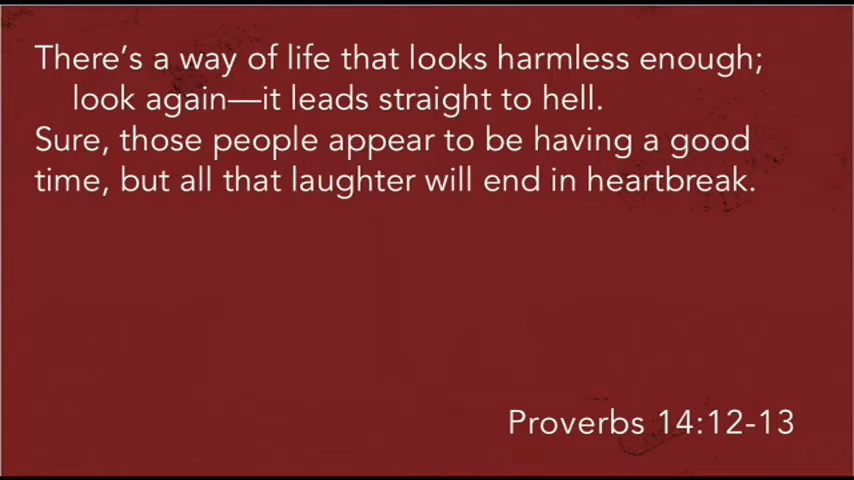 There’s a way of life that looks harmless enough;
look again—it leads straight to hell.
Sure, those people appear to be having a good
time, but all that laughter will end in heartbreak.
Proverbs 14:12-13